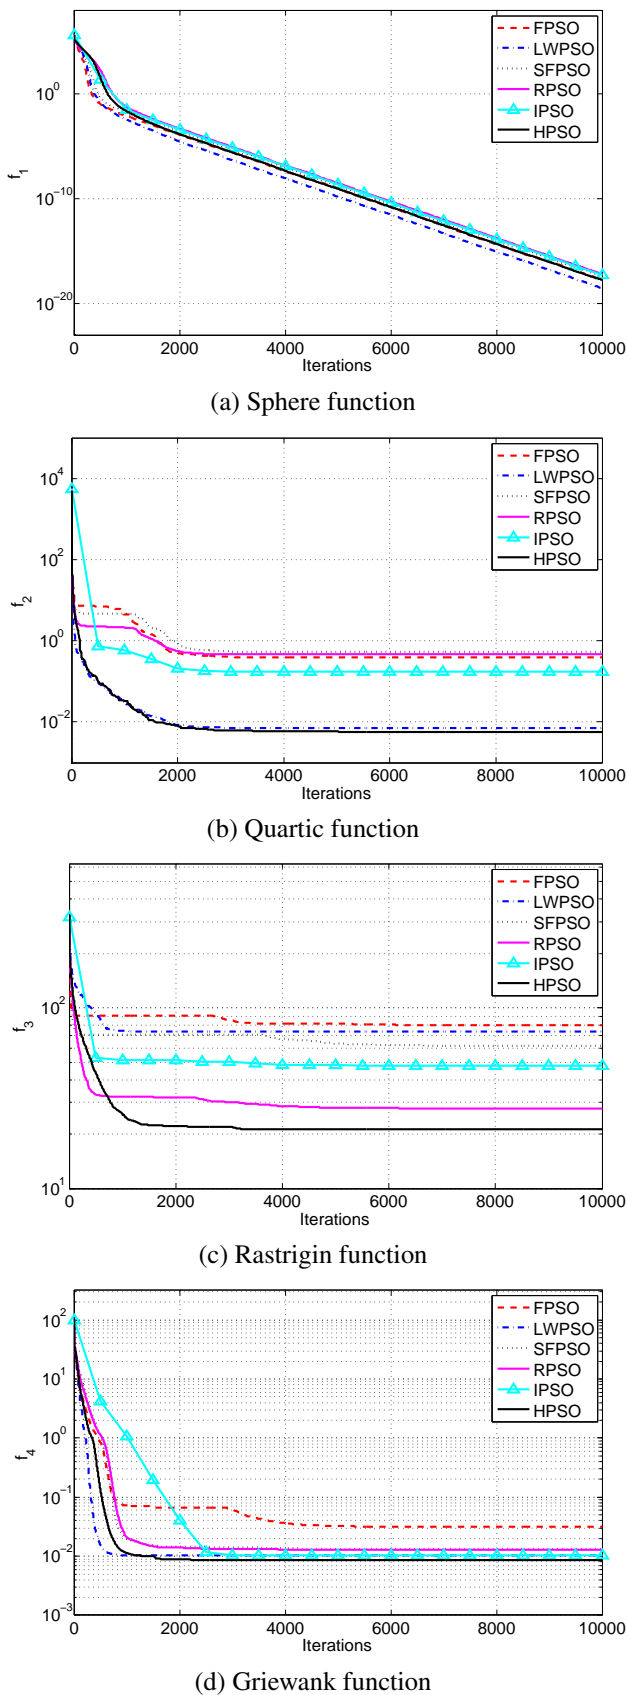 FPSO
LWPSO
SFPSO
RPSO
IPSO
HPSO
10^0
10^−10
10^−20
f_1
0 2000 4000 6000 8000 10000
Iterations
(a) Sphere function
FPSO
LWPSO
SFPSO
RPSO
IPSO
HPSO
10^4
10^2
10^0
10^−2
f_2
0 2000 4000 6000 8000 10000
Iterations
(b) Quartic function
FPSO
LWPSO
SFPSO
RPSO
IPSO
HPSO
10^2
10^1
f_3
0 2000 4000 6000 8000 10000
Iterations
(c) Rastrigin function
FPSO
LWPSO
SFPSO
RPSO
IPSO
HPSO
10^2
10^1
10^0
10^−1
10^−2
10^−3
f_4
0 2000 4000 6000 8000 10000
Iterations
(d) Griewank function